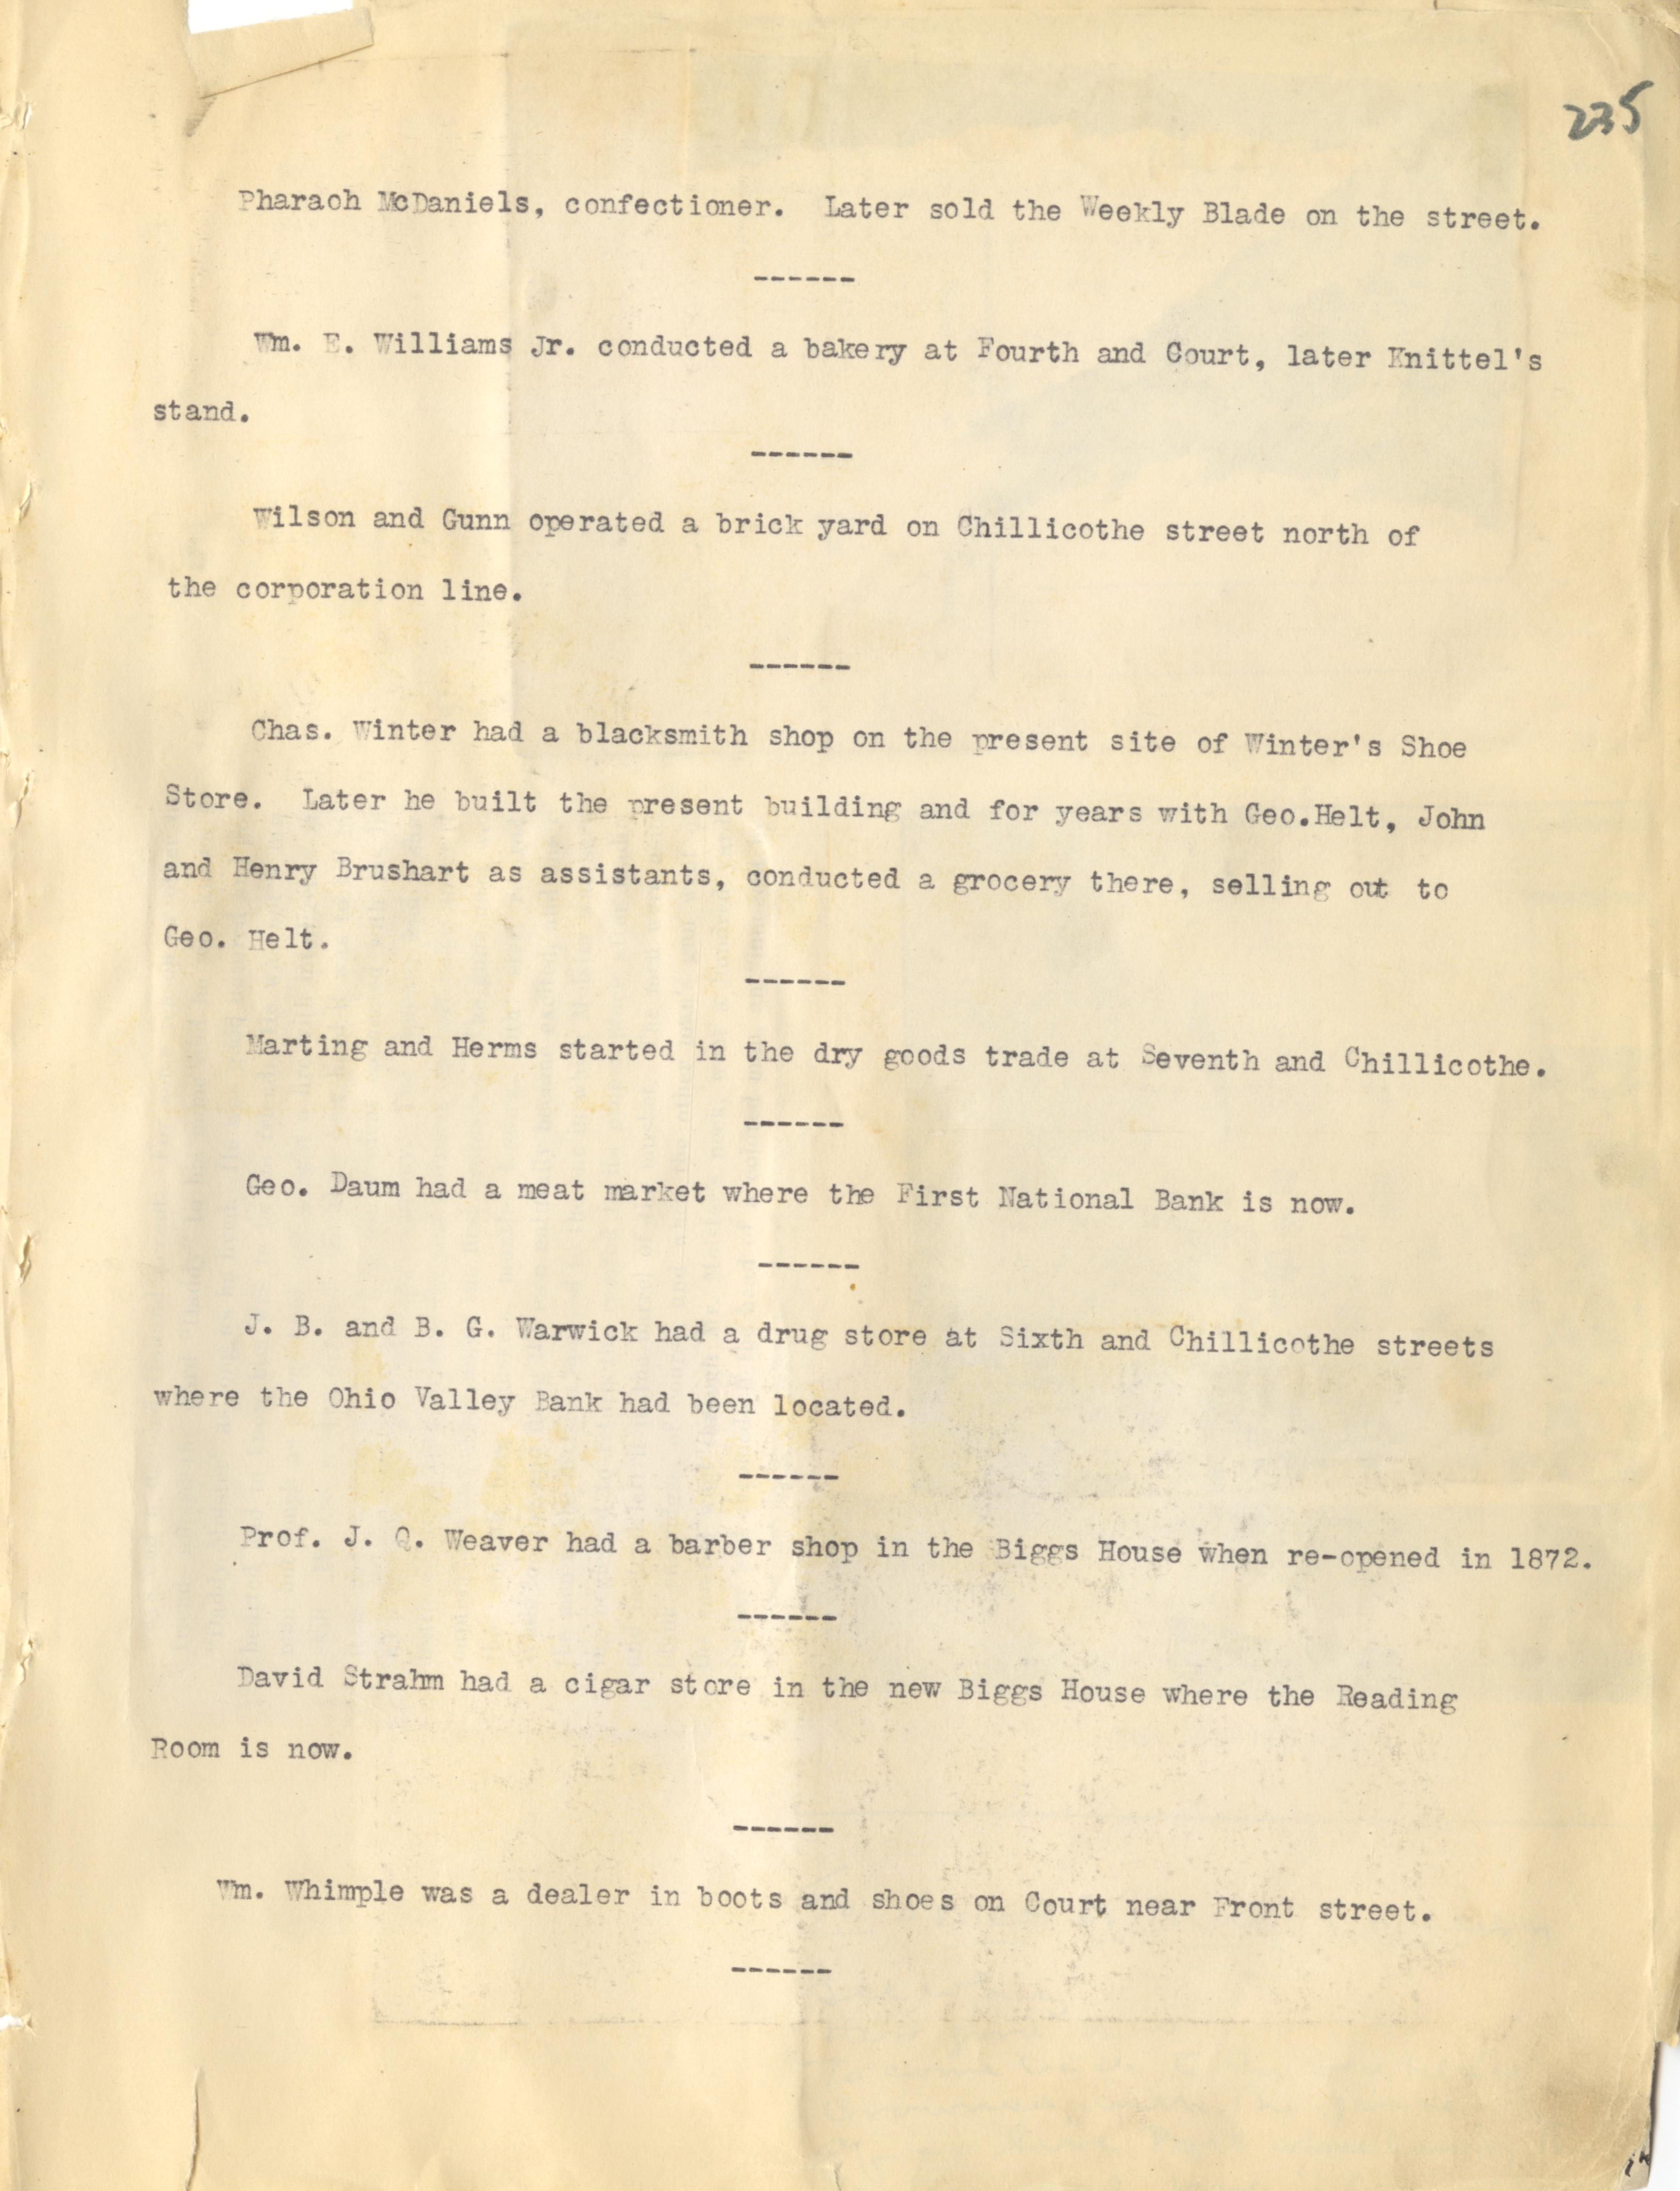 235
Pharaoh McDaniels, confectioner. Later sold the Weekly Blade on the street.
------
Wm. E. Williams Jr. conducted a bakery at Fourth and Court, later Knittel's
stand.
------
Wilson and Gunn operated a brick yard on Chillicothe street north of
the corporation line.
------
Chas. Winter had a blacksmith shop on the present site of Winter's Shoe
Store. Later he built the present building and for years with Geo.Helt, John
and Henry Brushart as assistants, conducted a grocery there, selling out to
Geo. Helt.
------
Marting and Herms started in the dry goods trade at Seventh and Chillicothe.
------
Geo. Daum had a meat market where the First National Bank is now.
------
J. B. and B. G. Warwick had a drug store at Sixth and Chillicothe streets
where the Ohio Valley Bank had been located.
------
Prof. J. Q. Weaver had a barber shop in the Biggs House when re-opened in 1872.
------
David Strahm had a cigar store in the new Biggs House where the Reading
Room is now.
------
Wm. Whimple was a dealer in boots and shoes on Court near Front street.
------